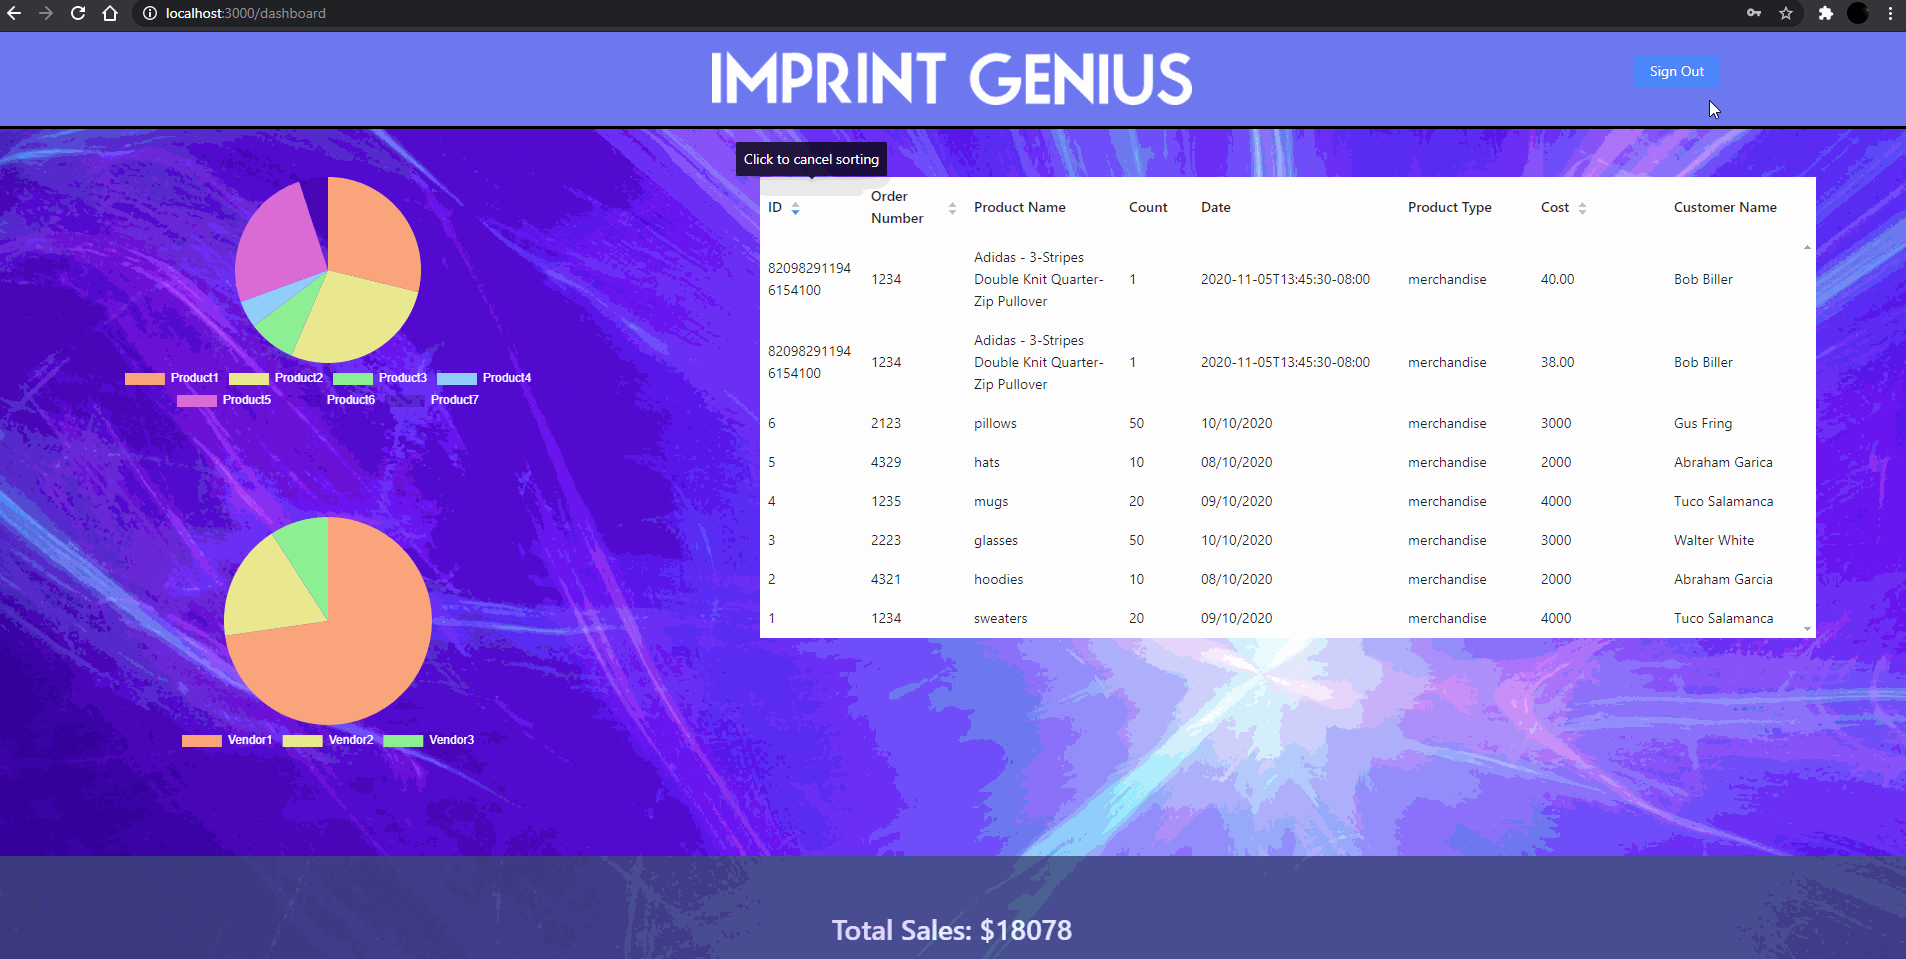 localhost:3000/dashboard
IMPRINT GENIUS
Sign Out
Click to cancel sorting
Product1 Product2 Product3 Product4
Product5 Product6 Product7
Vendor1 Vendor2 Vendor3
ID Order Number Product Name Count Date Product Type Cost Customer Name
82098291194
6154100
1234
Adidas - 3-Stripes
Double Knit Quarter-
Zip Pullover
1 2020-11-05T13:45:30-08:00 merchandise 40.00 Bob Biller
82098291194
6154100
1234
Adidas - 3-Stripes
Double Knit Quarter-
Zip Pullover
1 2020-11-05T13:45:30-08:00 merchandise 38.00 Bob Biller
6 2123 pillows 50 10/10/2020 merchandise 3000 Gus Fring
5 4329 hats 10 08/10/2020 merchandise 2000 Abraham Garica
4 1235 mugs 20 09/10/2020 merchandise 4000 Tuco Salamanca
3 2223 glasses 50 10/10/2020 merchandise 3000 Walter White
2 4321 hoodies 10 08/10/2020 merchandise 2000 Abraham Garcia
1 1234 sweaters 20 09/10/2020 merchandise 4000 Tuco Salamanca
Total Sales: $18078